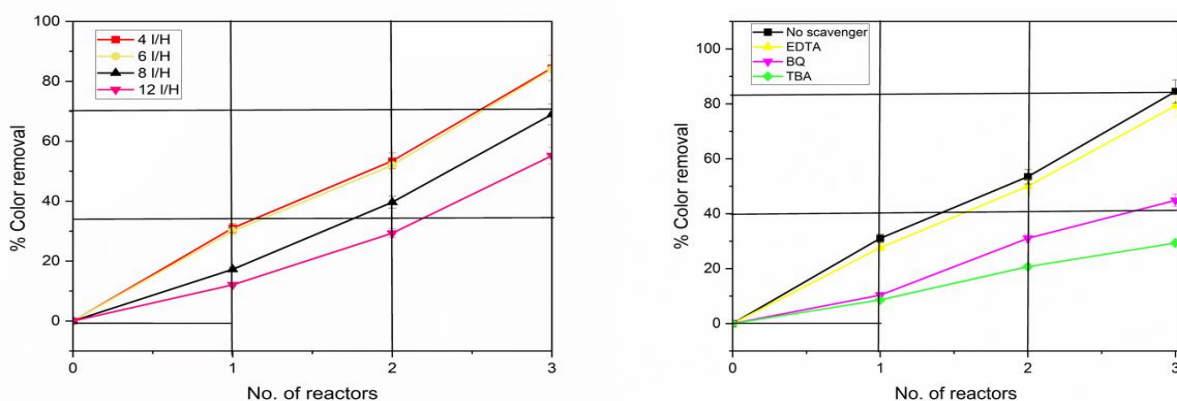 100
80
60
40
20
0
% Color removal
4 I/H
6 I/H
8 I/H
12 I/H
0 1 2 3
No. of reactors
100
80
60
40
20
0
% Color removal
No scavenger
EDTA
BQ
TBA
0 1 2 3
No. of reactors